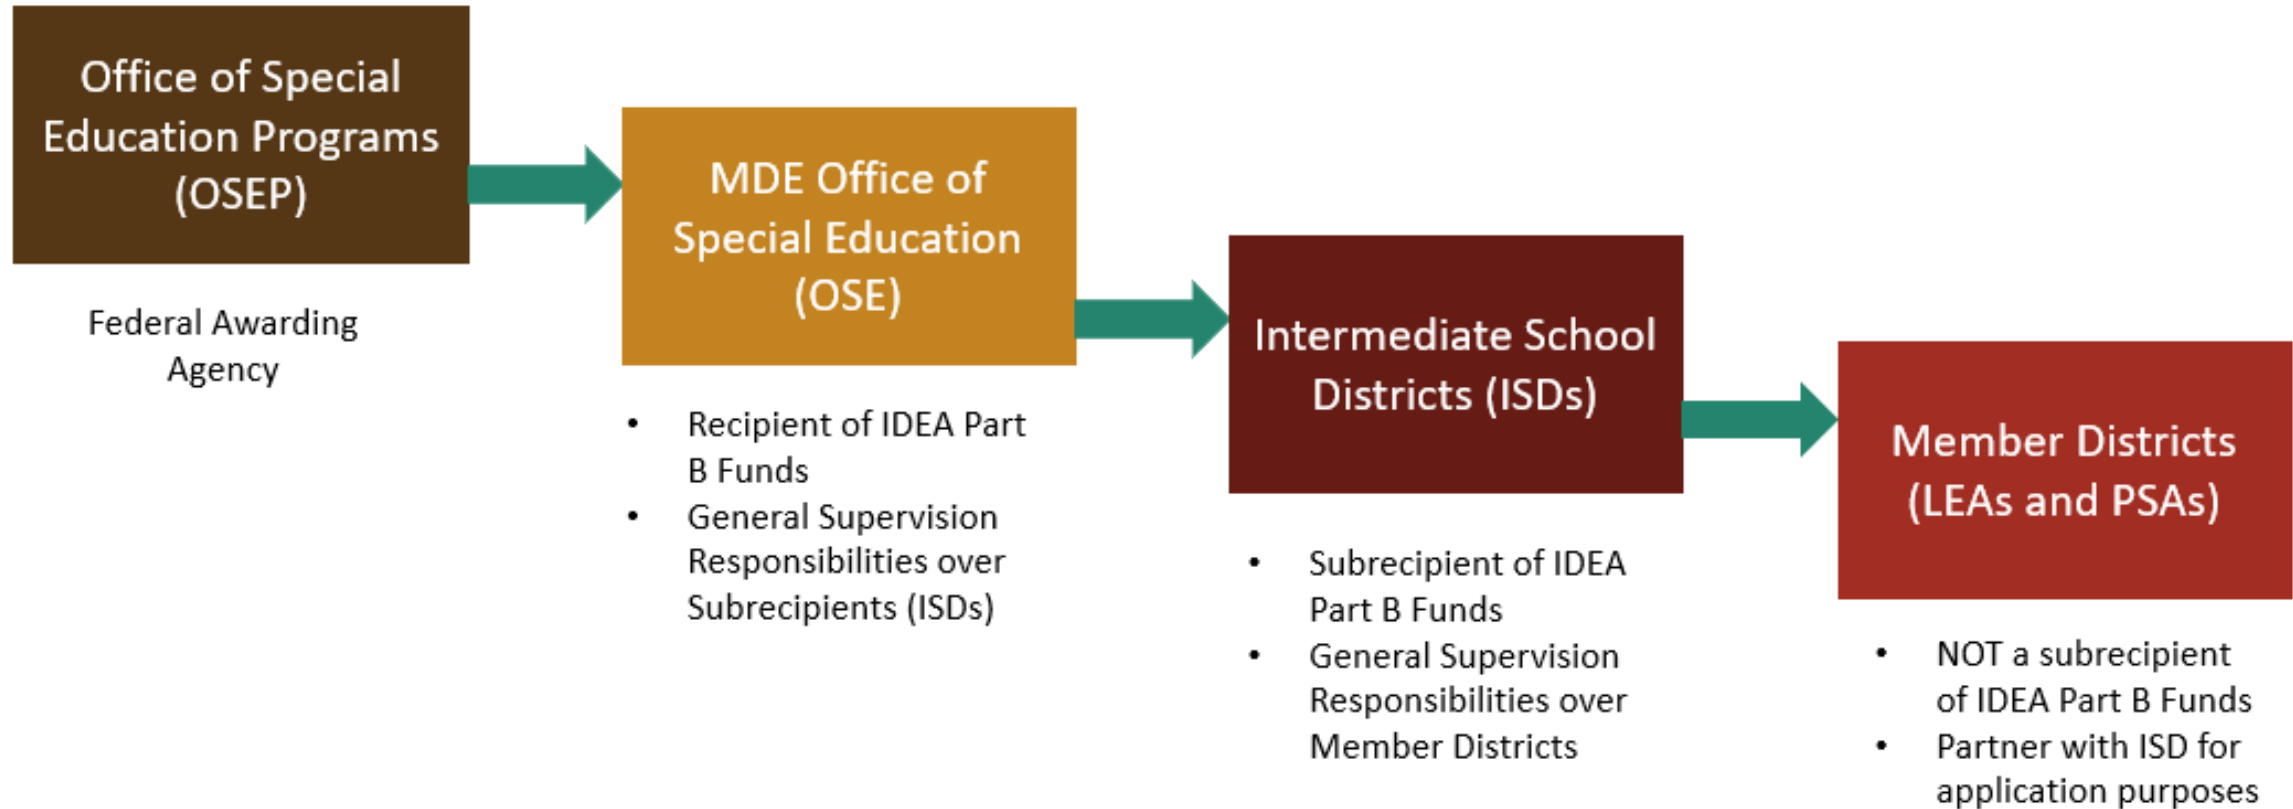 Office of Special
Education Programs
(OSEP)
Federal Awarding
Agency
MDE Office of
Special Education
(OSE)
• Recipient of IDEA Part
B Funds
• General Supervision
Responsibilities over
Subrecipients (ISDs)
Intermediate School
Districts (ISDs)
• Subrecipient of IDEA
Part B Funds
• General Supervision
Responsibilities over
Member Districts
Member Districts
(LEAs and PSAs)
• NOT a subrecipient
of IDEA Part B Funds
• Partner with ISD for
application purposes